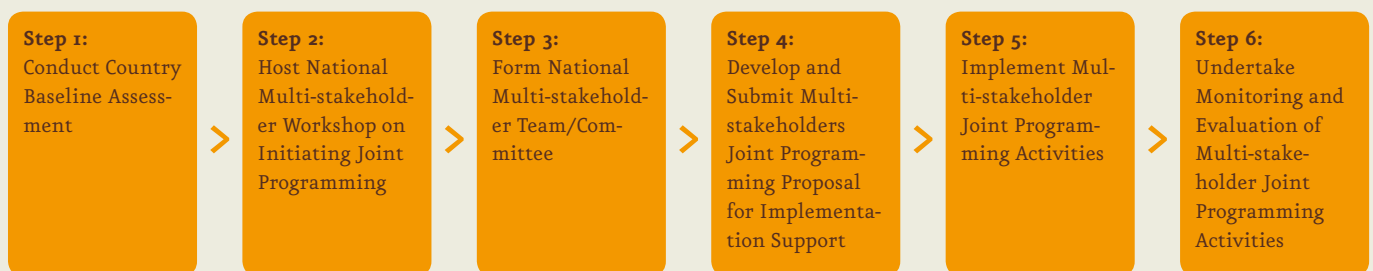 Step 1:
Conduct Country
Baseline Assess-
ment
>
Step 2:
Host National
Multi-stakehold-
er Workshop on
Initiating Joint
Programming
>
Step 3:
Form National
Multi-stakehold-
er Team/Com-
mittee
>
Step 4:
Develop and
Submit Multi-
stakeholders
Joint Program-
ming Proposal
for Implementa-
tion Support
>
Step 5:
Implement Mul-
ti-stakeholder
Joint Program-
ming Activities
>
Step 6:
Undertake
Monitoring and
Evaluation of
Multi-stake-
holder Joint
Programming
Activities